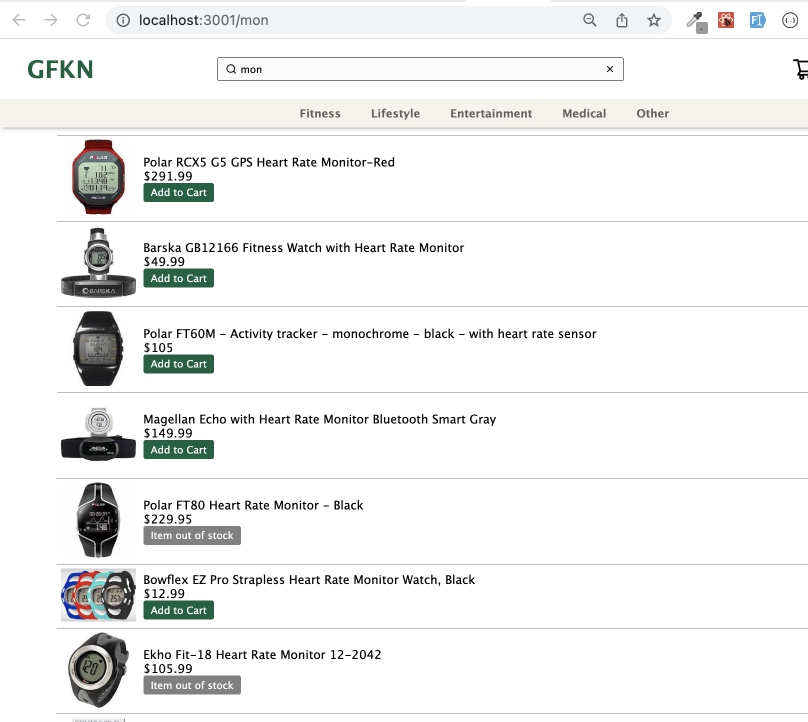 localhost:3001/mon
GFKN
mon
Fitness Lifestyle Entertainment Medical Other
Polar RCX5 G5 GPS Heart Rate Monitor-Red
$291.99
Add to Cart
Barska GB12166 Fitness Watch with Heart Rate Monitor
$49.99
Add to Cart
BARSKA
Polar FT60M - Activity tracker - monochrome - black - with heart rate sensor
$105
Add to Cart
Magellan Echo with Heart Rate Monitor Bluetooth Smart Gray
$149.99
Add to Cart
Polar FT80 Heart Rate Monitor - Black
$229.95
Item out of stock
Bowflex EZ Pro Strapless Heart Rate Monitor Watch, Black
$12.99
Add to Cart
Ekho Fit-18 Heart Rate Monitor 12-2042
$105.99
Item out of stock